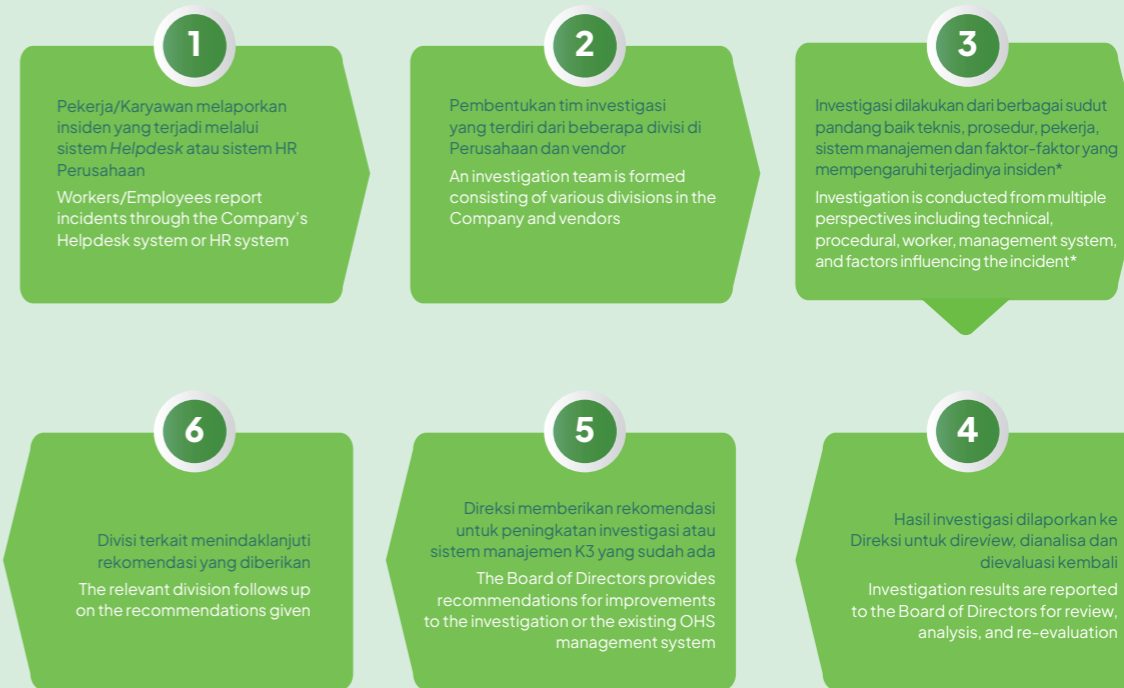 1
Pekerja/Karyawan melaporkan
insiden yang terjadi melalui
sistem Helpdesk atau sistem HR
Perusahaan
Workers/Employees report
incidents through the Company's
Helpdesk system or HR system
2
Pembentukan tim investigasi
yang terdiri dari beberapa divisi di
Perusahaan dan vendor
An investigation team is formed
consisting of various divisions in the
Company and vendors
3
Investigasi dilakukan dari berbagai sudut
pandang baik teknis, prosedur, pekerja,
sistem manajemen dan faktor-faktor yang
mempengaruhi terjadinya insiden*
Investigation is conducted from multiple
perspectives including technical,
procedural, worker, management system,
and factors influencing the incident*
4
Hasil investigasi dilaporkan ke
Direksi untuk direview, dianalisa dan
dievaluasi kembali
Investigation results are reported
to the Board of Directors for review,
analysis, and re-evaluation
5
Direksi memberikan rekomendasi
untuk peningkatan investigasi atau
sistem manajemen K3 yang sudah ada
The Board of Directors provides
recommendations for improvements
to the investigation or the existing OHS
management system
6
Divisi terkait menindaklanjuti
rekomendasi yang diberikan
The relevant division follows up
on the recommendations given